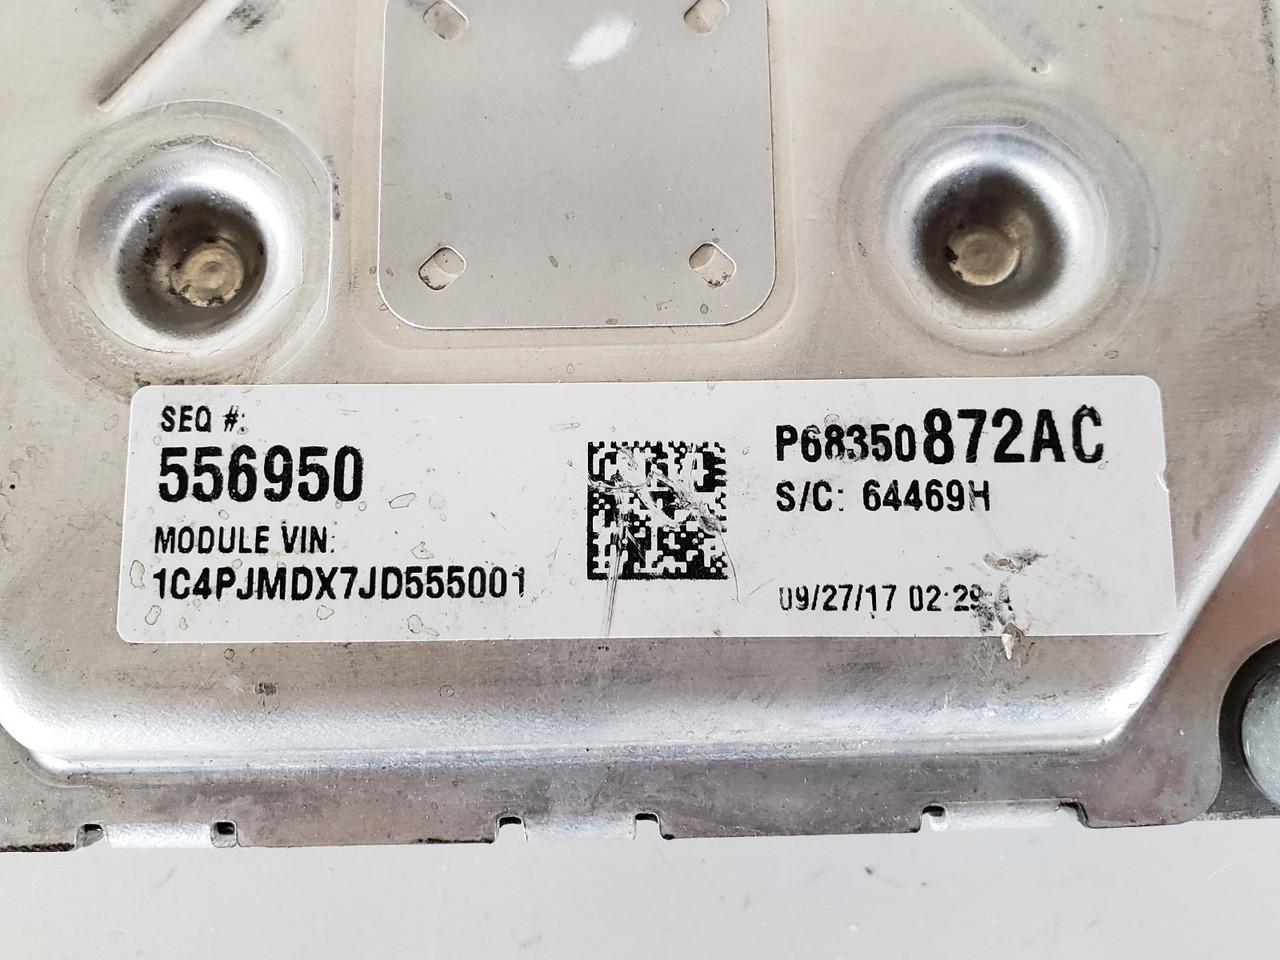 SEQ #:
556950
MODULE VIN:
1C4PJMDX7JD555001
P68350872AC
S/C: 64469H
09/27/17 02:29 A